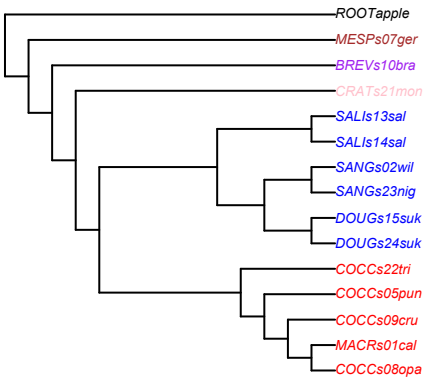 ROOTapple
MESPs07ger
BREVs10bra
CRATs21mon
SALIs13sal
SALIs14sal
SANGs02wil
SANGs23nig
DOUGs15suk
DOUGs24suk
COCCs22tri
COCCs05pun
COCCs09cru
MACRs01cal
COCCs08opa